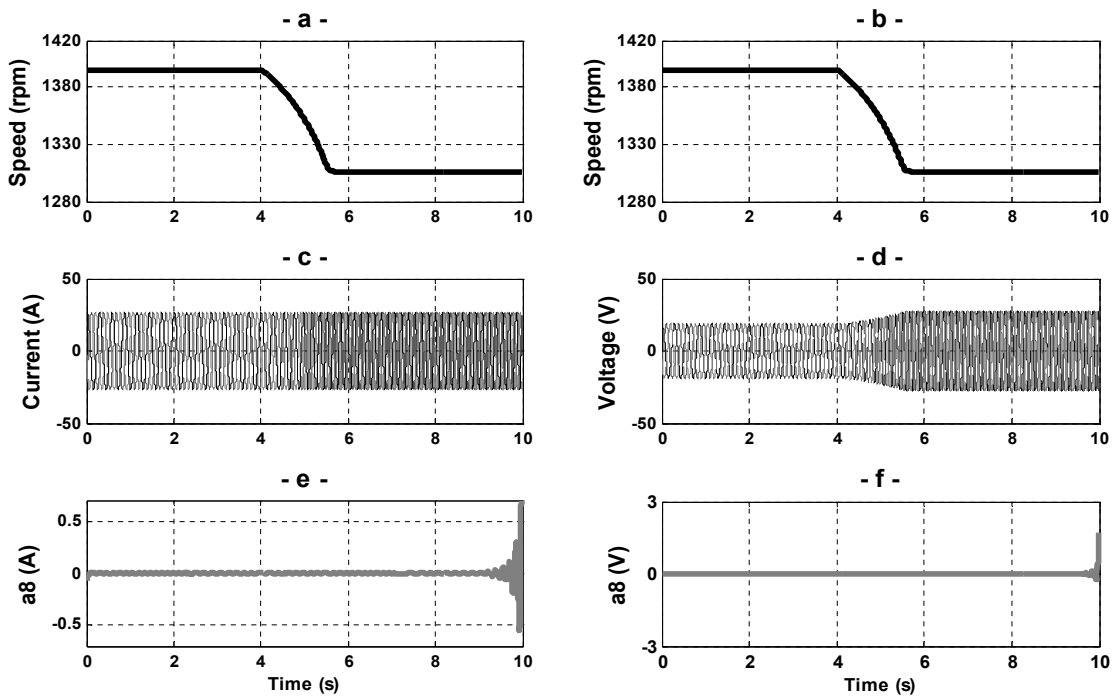 - a -
Speed (rpm)
1420
1380
1330
1280
0 2 4 6 8 10
- b -
Speed (rpm)
1420
1380
1330
1280
0 2 4 6 8 10
- c -
Current (A)
50
0
-50
0 2 4 6 8 10
- d -
Voltage (V)
50
0
-50
0 2 4 6 8 10
- e -
a8 (A)
0.5
0
-0.5
0 2 4 6 8 10
Time (s)
- f -
a8 (V)
3
0
-3
0 2 4 6 8 10
Time (s)